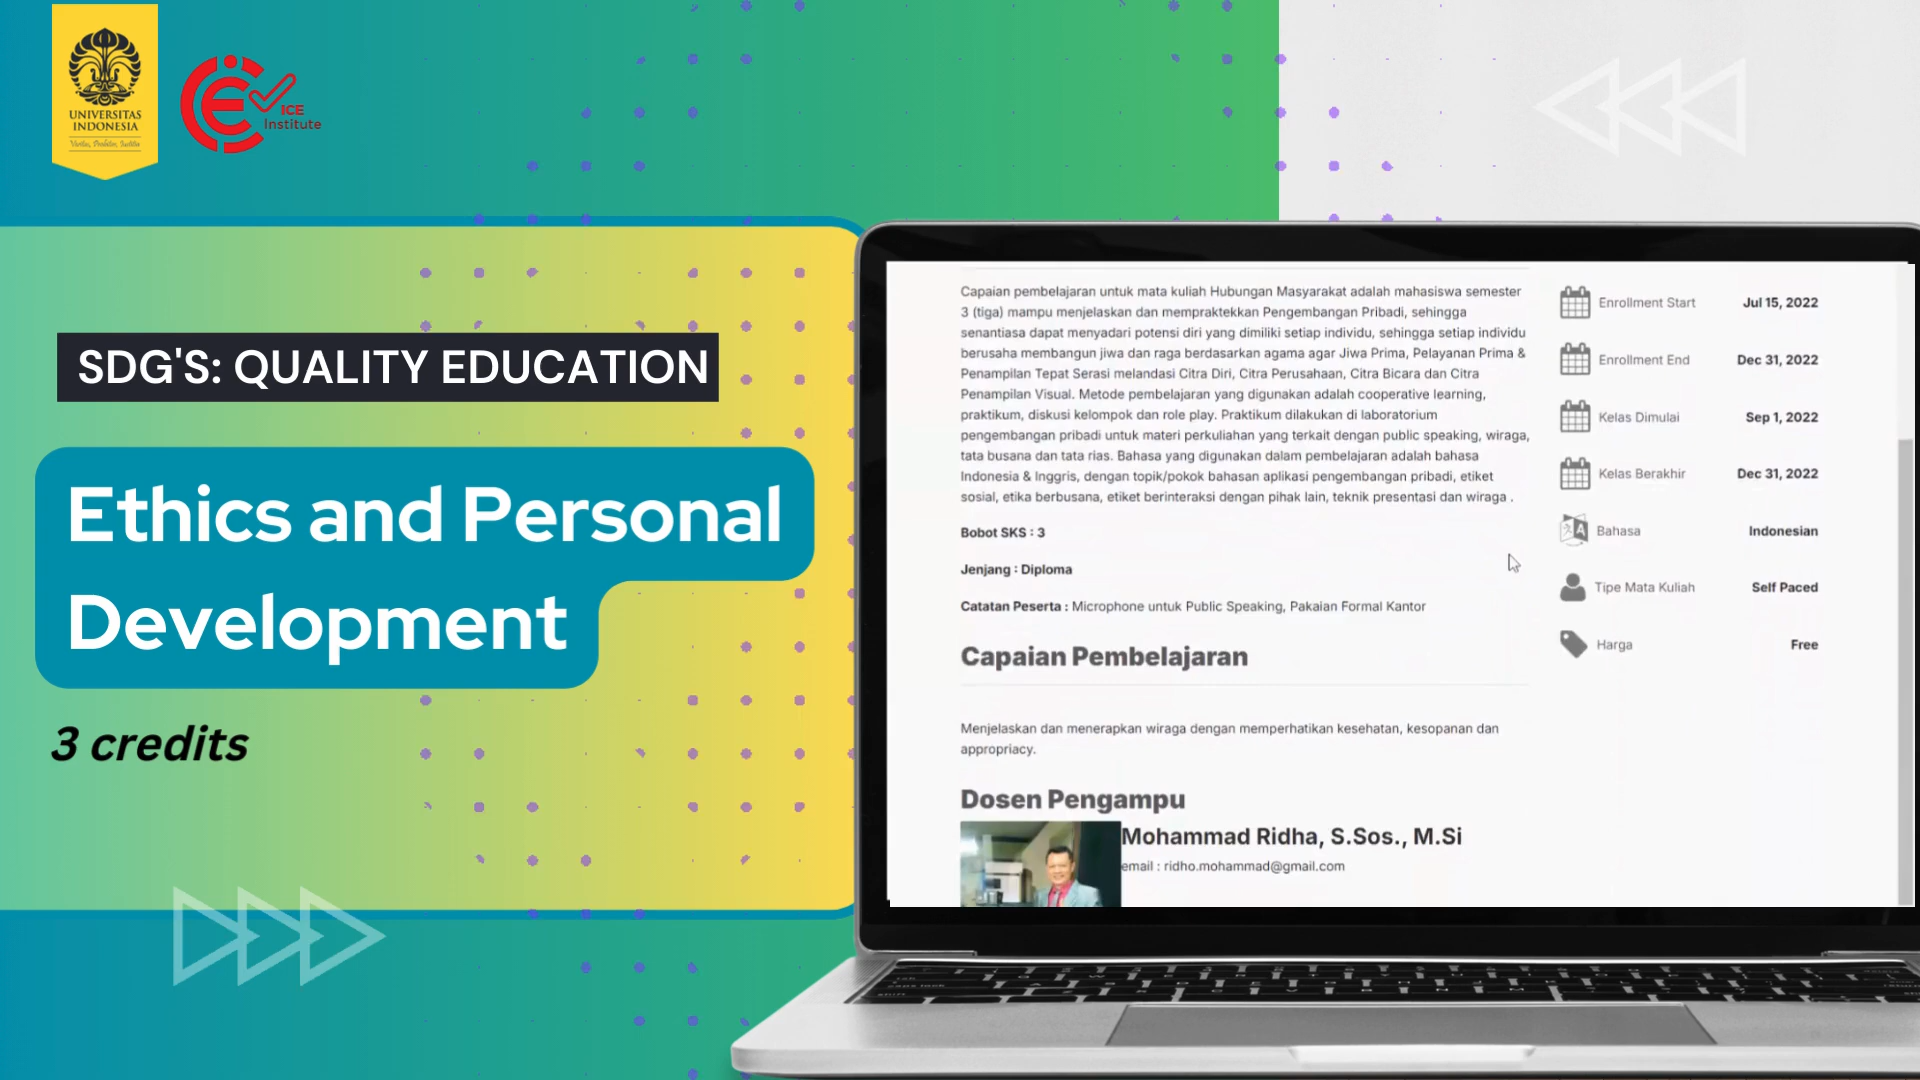 UNIVERSITAS
INDONESIA
Veritas, Probitas, Iustitia
ICE
Institute
SDG'S: QUALITY EDUCATION
Ethics and Personal
Development
3 credits
Capaian pembelajaran untuk mata kuliah Hubungan Masyarakat adalah mahasiswa semester
3 (tiga) mampu menjelaskan dan mempraktekkan Pengembangan Pribadi, sehingga
senantiasa dapat menyadari potensi diri yang dimiliki setiap individu, sehingga setiap individu
berusaha membangun jiwa dan raga berdasarkan agama agar Jiwa Prima, Pelayanan Prima &
Penampilan Tepat Serasi melandasi Citra Diri, Citra Perusahaan, Citra Bicara dan Citra
Penampilan Visual. Metode pembelajaran yang digunakan adalah cooperative learning,
praktikum, diskusi kelompok dan role play. Praktikum dilakukan di laboratorium
pengembangan pribadi untuk materi perkuliahan yang terkait dengan public speaking, wiraga,
tata busana dan tata rias. Bahasa yang digunakan dalam pembelajaran adalah bahasa
Indonesia & Inggris, dengan topik/pokok bahasan aplikasi pengembangan pribadi, etiket
sosial, etika berbusana, etiket berinteraksi dengan pihak lain, teknik presentasi dan wiraga .
Bobot SKS : 3
Jenjang : Diploma
Catatan Peserta : Microphone untuk Public Speaking, Pakaian Formal Kantor
Capaian Pembelajaran
Menjelaskan dan menerapkan wiraga dengan memperhatikan kesehatan, kesopanan dan
appropriacy.
Dosen Pengampu
Mohammad Ridha, S.Sos., M.Si
email : ridho.mohammad@gmail.com
Enrollment Start Jul 15, 2022
Enrollment End Dec 31, 2022
Kelas Dimulai Sep 1, 2022
Kelas Berakhir Dec 31, 2022
Bahasa Indonesian
Tipe Mata Kuliah Self Paced
Harga Free